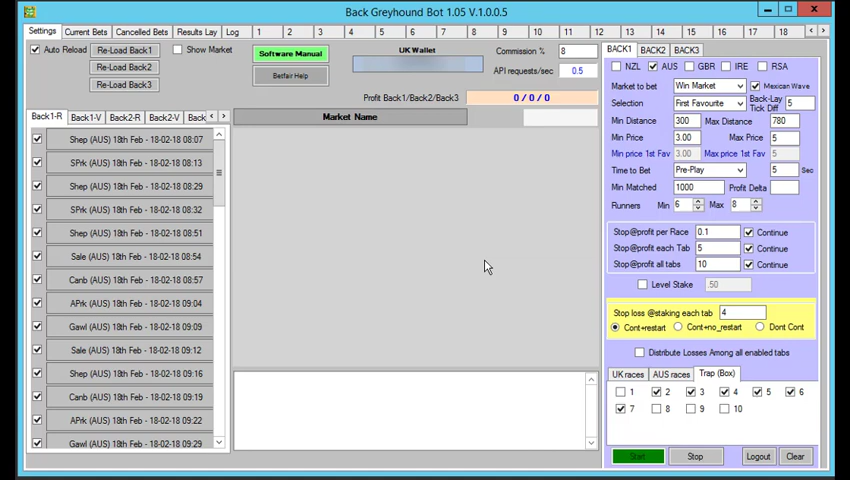 Back Greyhound Bot 1.05 V.1.0.0.5
Settings Current Bets Cancelled Bets Results Lay Log 1 2 3 4 5 6 7 8 9 10 11 12 13 14 15 16 17 18
Auto Reload Re-Load Back1 Show Market
Re-Load Back2
Re-Load Back3
Software Manual
Betfair Help
UK Wallet
Commission % 8
API requests/sec 0.5
Profit Back1/Back2/Back3 0 / 0 / 0
Market Name
Back1-R Back1-V Back2-R Back2-V Back
Shep (AUS) 18th Feb - 18-02-18 08:07
SPrk (AUS) 18th Feb - 18-02-18 08:13
Shep (AUS) 18th Feb - 18-02-18 08:29
SPrk (AUS) 18th Feb - 18-02-18 08:32
Shep (AUS) 18th Feb - 18-02-18 08:51
Sale (AUS) 18th Feb - 18-02-18 08:54
Canb (AUS) 18th Feb - 18-02-18 08:57
APrk (AUS) 18th Feb - 18-02-18 09:04
Gawl (AUS) 18th Feb - 18-02-18 09:09
Sale (AUS) 18th Feb - 18-02-18 09:12
Shep (AUS) 18th Feb - 18-02-18 09:16
Canb (AUS) 18th Feb - 18-02-18 09:19
APrk (AUS) 18th Feb - 18-02-18 09:22
Gawl (AUS) 18th Feb - 18-02-18 09:29
BACK1 BACK2 BACK3
NZL AUS GBR IRE RSA
Market to bet Win Market Mexican Wave
Selection First Favourite Back-Lay Tick Diff 5
Min Distance 300 Max Distance 780
Min Price 3.00 Max Price 5
Min price 1st Fav 3.00 Max price 1st Fav 5
Time to Bet Pre-Play 5 Sec
Min Matched 1000 Profit Delta
Runners Min 6 Max 8
Stop@profit per Race 0.1 Continue
Stop@profit each Tab 5 Continue
Stop@profit all tabs 10 Continue
Level Stake .50
Stop loss @staking each tab 4
Cont+restart Cont+no_restart Dont Cont
Distribute Losses Among all enabled tabs
UK races AUS races Trap (Box)
1 2 3 4 5 6
7 8 9 10
Start Stop Logout Clear